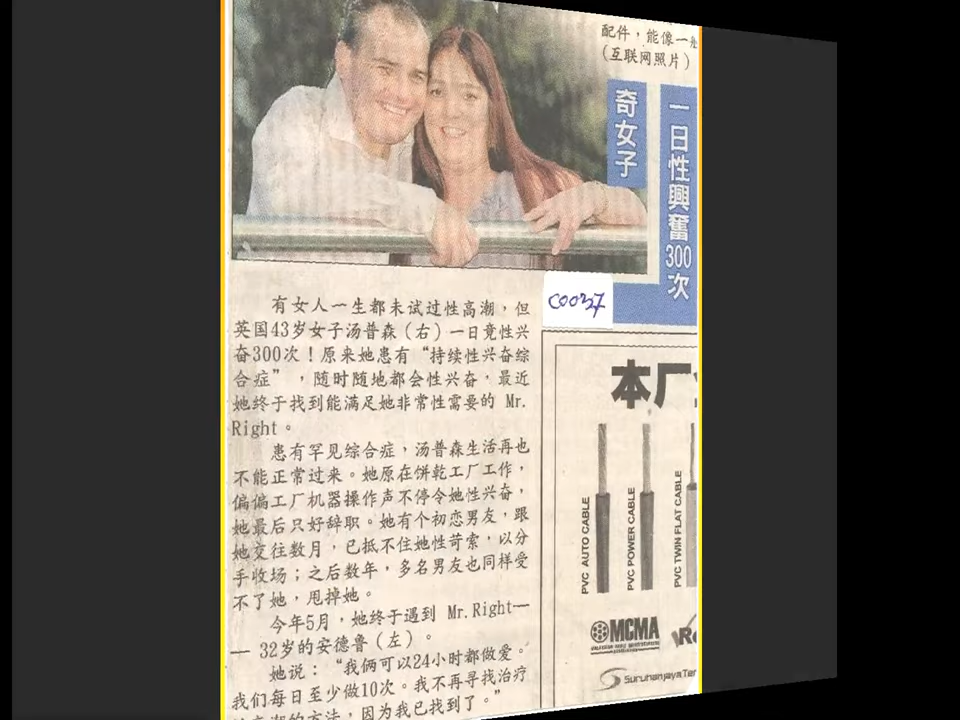 配件，能像一
（互联网照片）
奇女子
一日性興奮300次
COO37
有女人一生都未试过性高潮，但
英国43岁女子汤普森（右）一日竟性兴
奋300次！原来她患有“持续性兴奋综
合症”，随时随地都会性兴奋，最近
她终于找到能满足她非常性需要的 Mr.
Right。
患有罕见综合症，汤普森生活再也
不能正常过来。她原在饼乾工厂工作，
偏偏工厂机器操作声不停令她性兴奋，
她最后只好辞职。她有个初恋男友，跟
她交往数月，已抵不住她性苛索，以分
手收场；之后数年，多名男友也同样受
不了她，甩掉她。
今年5月，她终于遇到 Mr.Right—
— 32岁的安德鲁（左）。
她说：“我俩可以24小时都做爱。
我们每日至少做10次。我不再寻找治疗
高潮的方法，因为我已找到了。”
本厂
PVC AUTO CABLE
PVC POWER CABLE
PVC TWIN FLAT CABLE
MCMA
SuruhanjayaTe